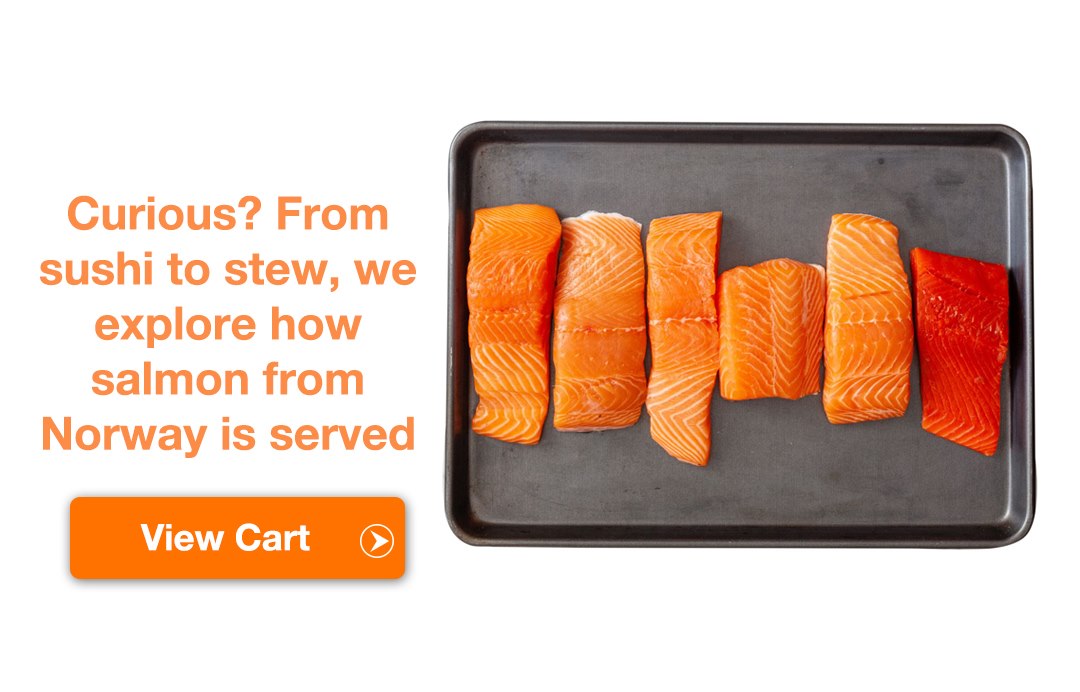 Curious? From
sushi to stew, we
explore how
salmon from
Norway is served
View Cart